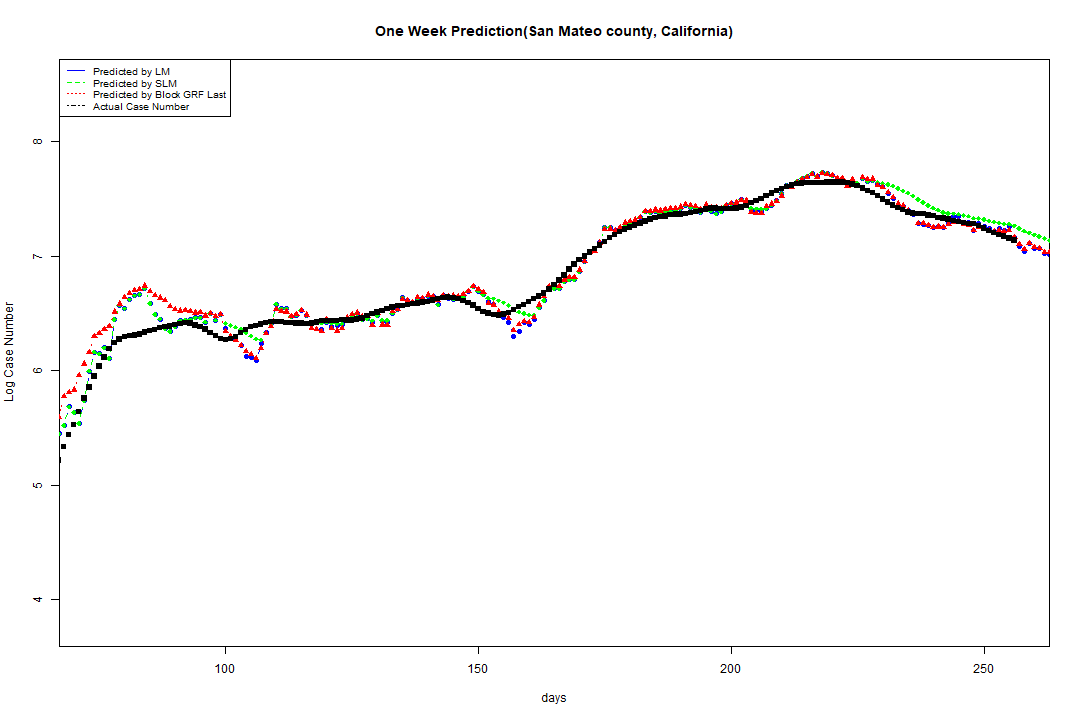 One Week Prediction(San Mateo county, California)
Predicted by LM
Predicted by SLM
Predicted by Block GRF Last
Actual Case Number
8
7
6
5
4
Log Case Number
100 150 200 250
days